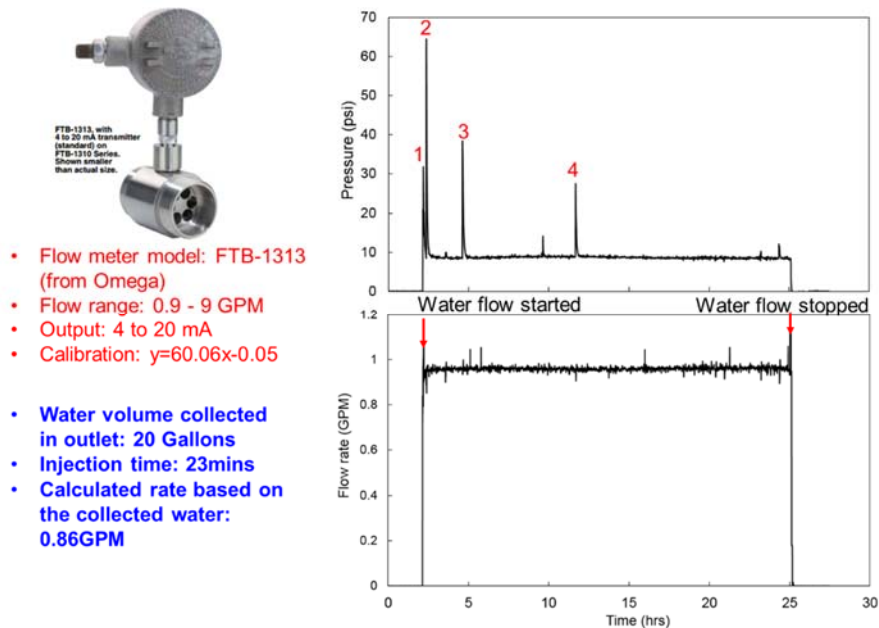 FTB-1313, with
4 to 20 mA transmitter
(standard) on
FTB-1310 Series.
Shown smaller
than actual size.
• Flow meter model: FTB-1313
(from Omega)
• Flow range: 0.9 - 9 GPM
• Output: 4 to 20 mA
• Calibration: y=60.06x-0.05
• Water volume collected
in outlet: 20 Gallons
• Injection time: 23mins
• Calculated rate based on
the collected water:
0.86GPM
Pressure (psi)
70
60
50
40
30
20
10
0
1
2
3
4
Water flow started
Water flow stopped
Flow rate (GPM)
1.2
1
0.8
0.6
0.4
0.2
0
0 5 10 15 20 25 30
Time (hrs)